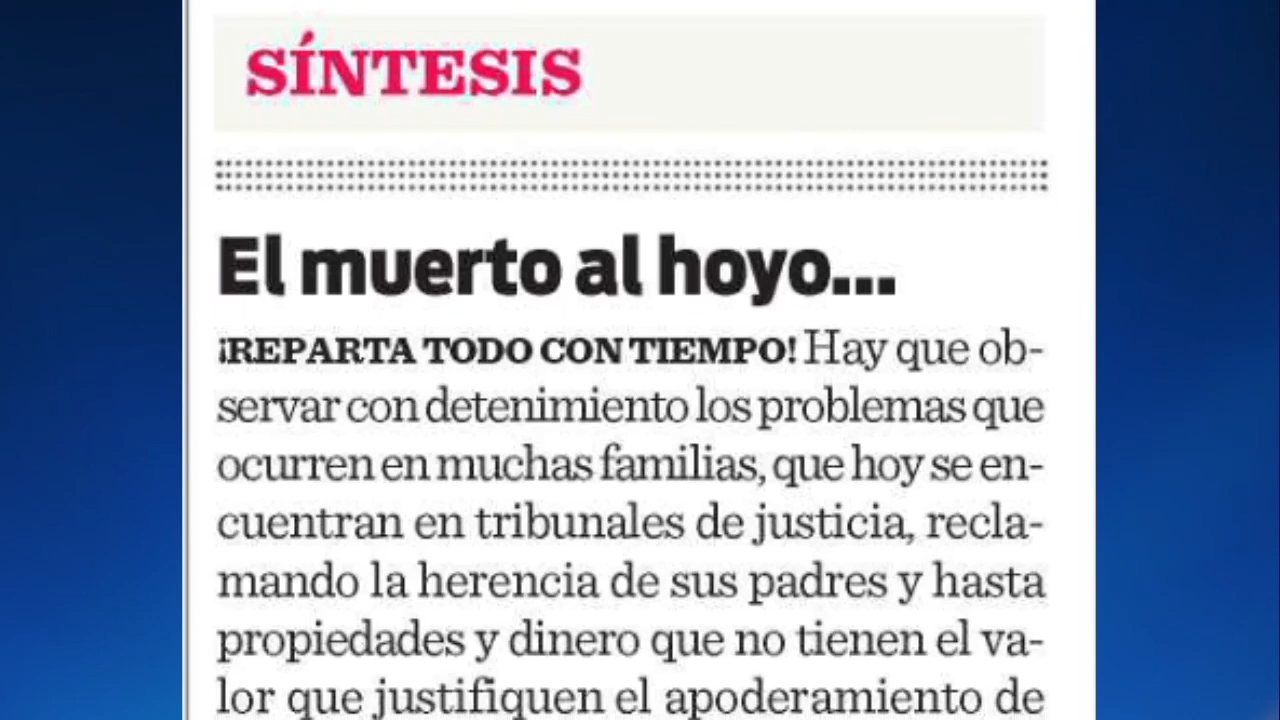 SÍNTESIS
El muerto al hoyo...
¡REPARTA TODO CON TIEMPO! Hay que ob-
servar con detenimiento los problemas que
ocurren en muchas familias, que hoy se en-
cuentran en tribunales de justicia, recla-
mando la herencia de sus padres y hasta
propiedades y dinero que no tienen el va-
lor que justifiquen el apoderamiento de